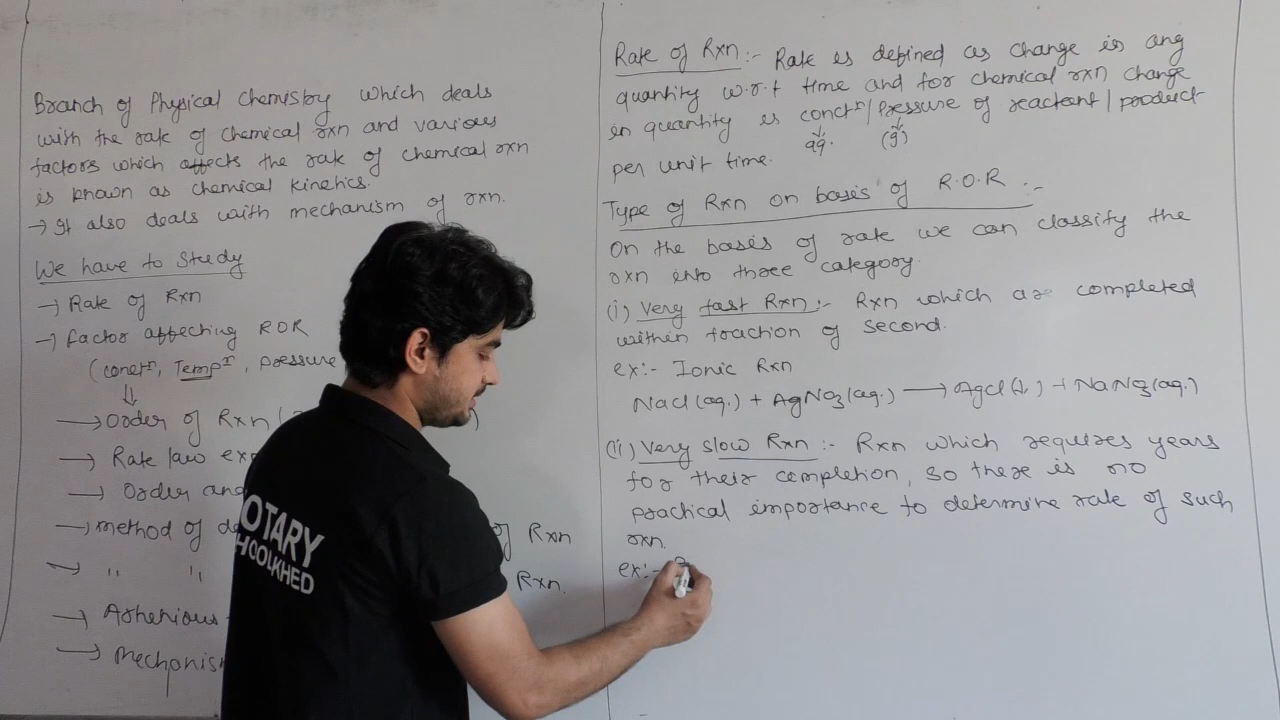 Branch of Physical Chemistry which deals
with the rate of chemical rxn and various
factors which affects the rate of chemical rxn
is known as chemical kinetics.
→ It also deals with mechanism of rxn.
We have to Study
→ Rate of Rxn
→ factor affecting ROR
(conctn, Tempr, pressure
⇓
→ Order of Rxn (
→ Rate law
→ Order and
→ method of of Rxn
→ " " Rxn.
→ Arhenious
→ Mechanism
OTARY
HOOLKHED
Rate of Rxn :- Rate is defined as change in any
quantity w.r.t time and for chemical rxn change
in quantity is conctn/Pressure of reactant/product
aq. (g)
per unit time.
Type of Rxn on basis of R.O.R :-
On the basis of rate we can classify the
rxn into three category.
(i) Very fast Rxn :- Rxn which are completed
within fraction of second.
ex:- Ionic Rxn
NaCl(aq.) + AgNO3(aq.) → AgCl(↓) + NaNO3(aq.)
(ii) Very slow Rxn :- Rxn which requires years
for their completion, so there is no
practical importance to determine rate of such
rxn.
ex:-